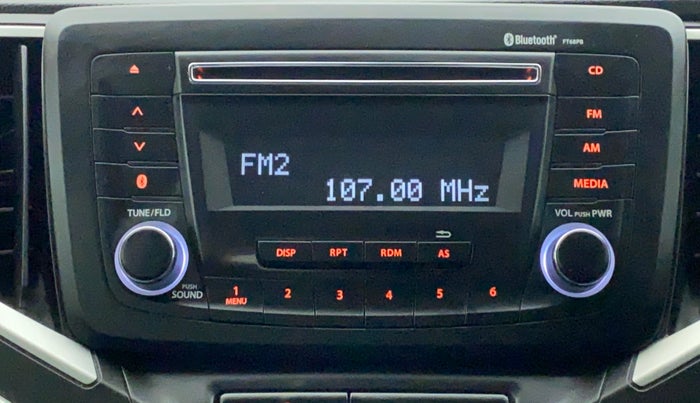 Bluetooth® FT68PB
CD
FM
AM
MEDIA
FM2
107.00 MHz
TUNE/FLD
VOL PUSH PWR
DISP RPT RDM AS
PUSH
SOUND
1 2 3 4 5 6
MENU